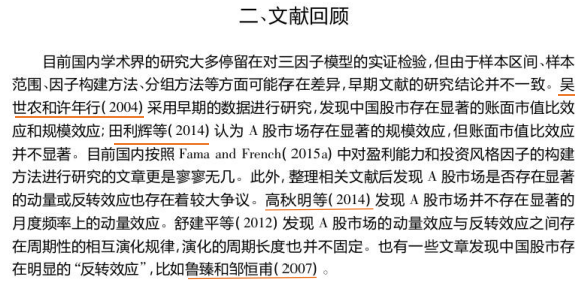 二、文献回顾
目前国内学术界的研究大多停留在对三因子模型的实证检验,但由于样本区间、样本
范围、因子构建方法、分组方法等方面可能存在差异,早期文献的研究结论并不一致。吴
世农和许年行(2004)采用早期的数据进行研究,发现中国股市存在显著的账面市值比效
应和规模效应;田利辉等(2014)认为 A 股市场存在显著的规模效应,但账面市值比效应
并不显著。目前国内按照 Fama and French(2015a)中对盈利能力和投资风格因子的构建
方法进行研究的文章更是寥寥无几。此外,整理相关文献后发现 A 股市场是否存在显著
的动量或反转效应也存在着较大争议。高秋明等(2014)发现 A 股市场并不存在显著的
月度频率上的动量效应。舒建平等(2012)发现 A 股市场的动量效应与反转效应之间存
在周期性的相互演化规律,演化的周期长度也并不固定。也有一些文章发现中国股市存
在明显的“反转效应”,比如鲁臻和邹恒甫(2007)。